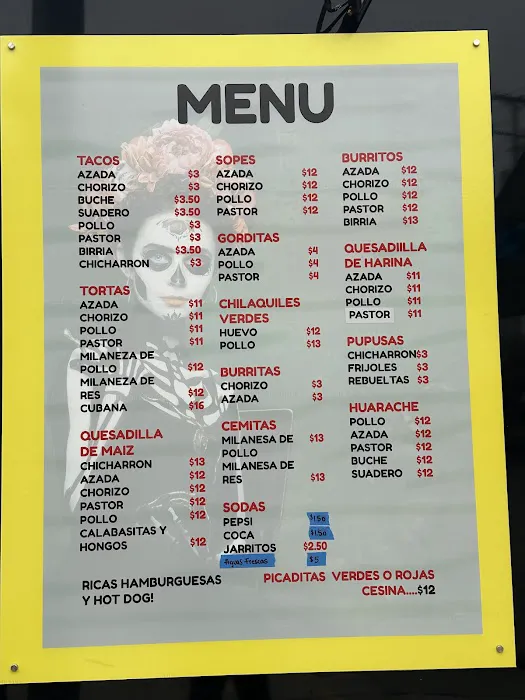 MENU
TACOS
AZADA $3
CHORIZO $3
BUCHE $3.50
SUADERO $3.50
POLLO $3
PASTOR $3
BIRRIA $3.50
CHICHARRON $3
TORTAS
AZADA $11
CHORIZO $11
POLLO $11
PASTOR $11
MILANEZA DE
POLLO $12
MILANEZA DE
RES $12
CUBANA $16
QUESADILLA
DE MAIZ
CHICHARRON $13
AZADA $12
CHORIZO $12
PASTOR $12
POLLO $12
CALABASITAS Y
HONGOS $12
SOPES
AZADA $12
CHORIZO $12
POLLO $12
PASTOR $12
GORDITAS
AZADA $4
POLLO $4
PASTOR $4
CHILAQUILES
VERDES
HUEVO $12
POLLO $13
BURRITAS
CHORIZO $3
AZADA $3
CEMITAS
MILANESA DE $13
POLLO
MILANESA DE
RES $13
SODAS
PEPSI $1.50
COCA $1.50
JARRITOS $2.50
Aguas frescas $5
BURRITOS
AZADA $12
CHORIZO $12
POLLO $12
PASTOR $12
BIRRIA $13
QUESADIILLA
DE HARINA
AZADA $11
CHORIZO $11
POLLO $11
PASTOR $11
PUPUSAS
CHICHARRON $3
FRIJOLES $3
REBUELTAS $3
HUARACHE
POLLO $12
AZADA $12
PASTOR $12
BUCHE $12
SUADERO $12
RICAS HAMBURGUESAS
Y HOT DOG!
PICADITAS VERDES O ROJAS
CESINA....$12